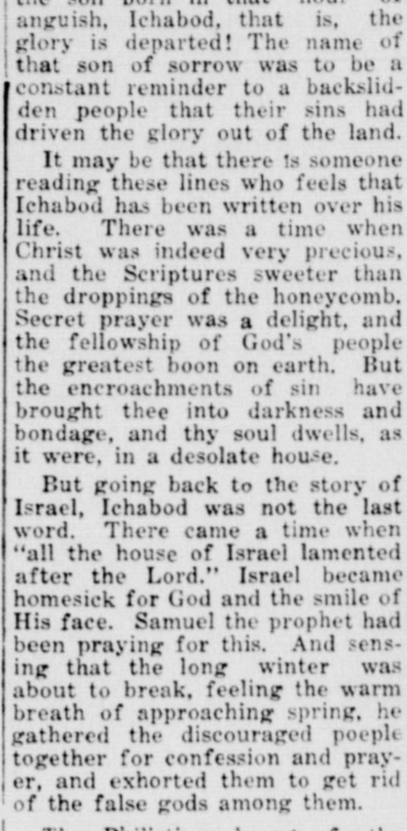 anguish, Ichabod, that is, the
glory is departed! The name of
that son of sorrow was to be a
constant reminder to a backslid-
den people that their sins had
driven the glory out of the land.
It may be that there is someone
reading these lines who feels that
Ichabod has been written over his
life. There was a time when
Christ was indeed very precious,
and the Scriptures sweeter than
the droppings of the honeycomb.
Secret prayer was a delight, and
the fellowship of God's people
the greatest boon on earth. But
the encroachments of sin have
brought thee into darkness and
bondage, and thy soul dwells, as
it were, in a desolate house.
But going back to the story of
Israel, Ichabod was not the last
word. There came a time when
"all the house of Israel lamented
after the Lord." Israel became
homesick for God and the smile of
His face. Samuel the prophet had
been praying for this. And sens-
ing that the long winter was
about to break, feeling the warm
breath of approaching spring, he
gathered the discouraged poeple
together for confession and pray-
er, and exhorted them to get rid
of the false gods among them.